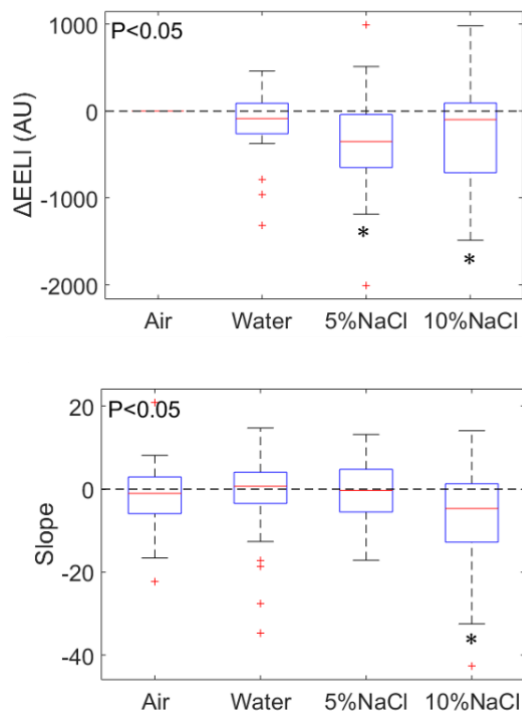 P<0.05
ΔEELI (AU)
1000
0
-1000
-2000
*
*
Air Water 5%NaCl 10%NaCl
P<0.05
Slope
20
0
-20
-40
*
Air Water 5%NaCl 10%NaCl